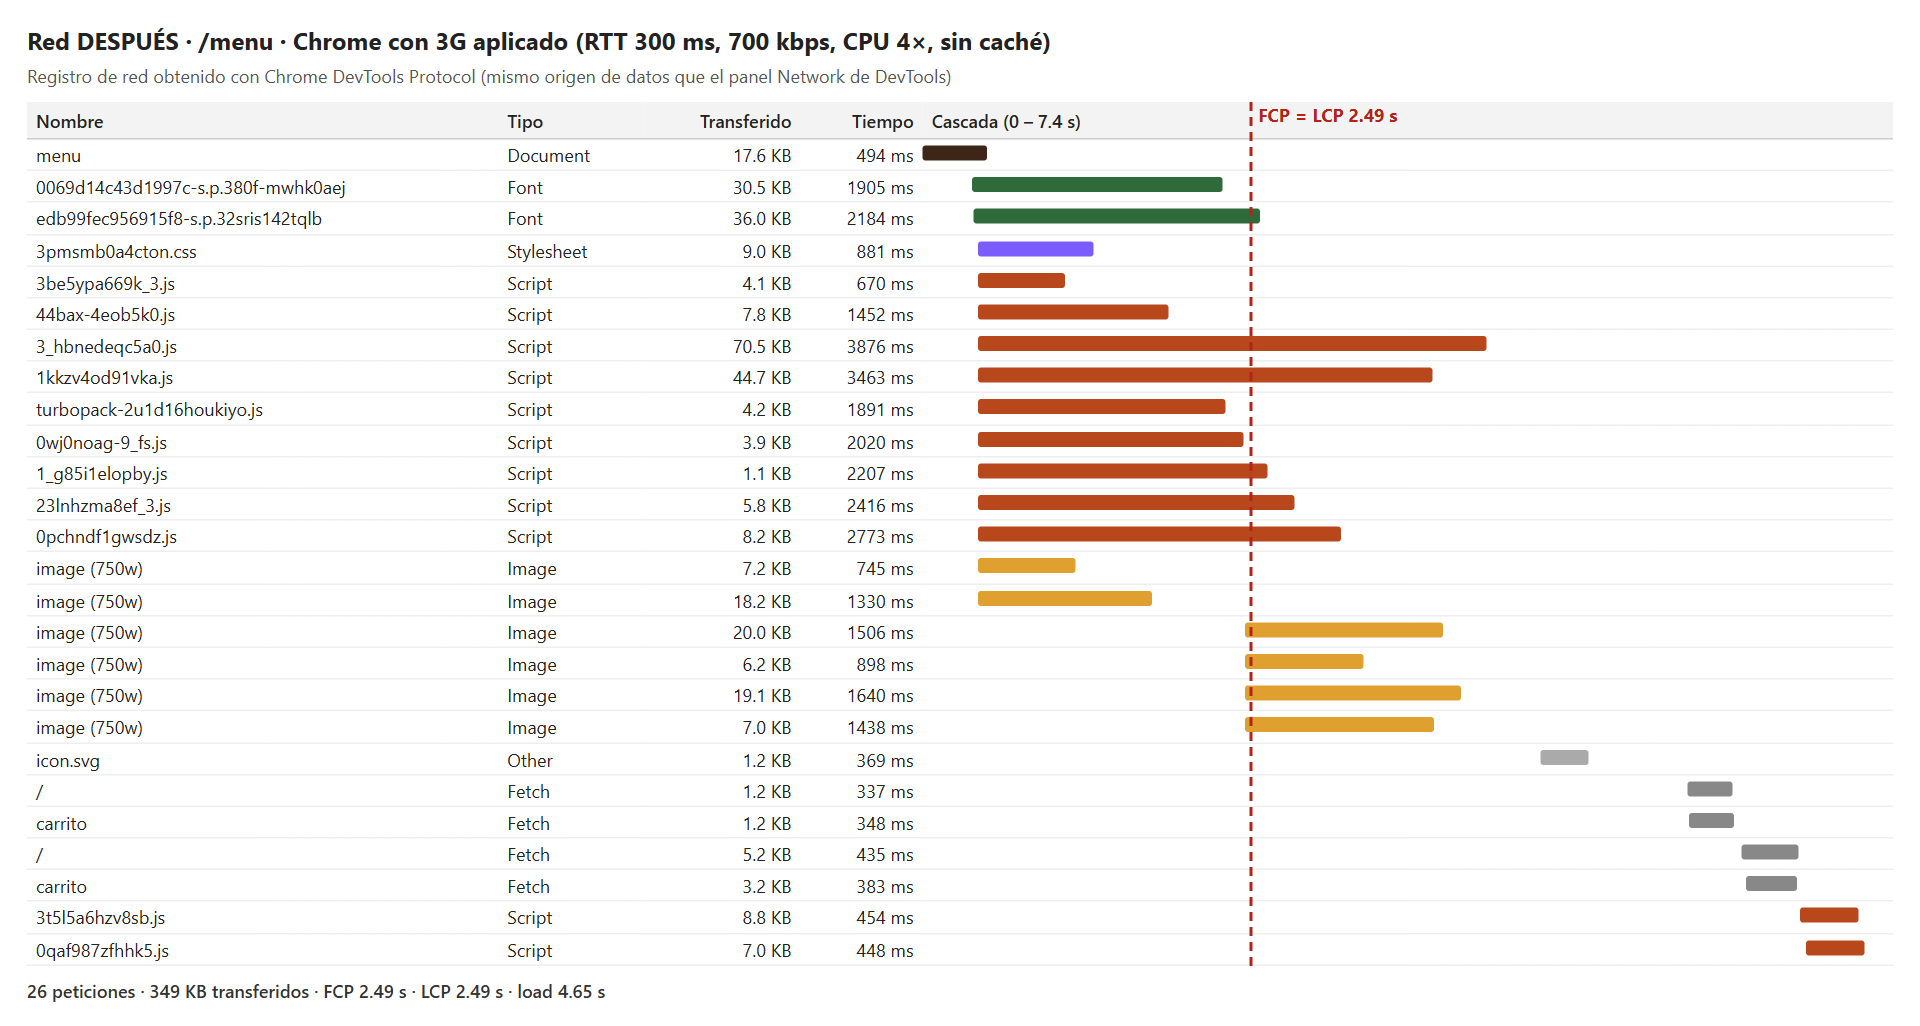 Red DESPUÉS · /menu · Chrome con 3G aplicado (RTT 300 ms, 700 kbps, CPU 4×, sin caché)
Registro de red obtenido con Chrome DevTools Protocol (mismo origen de datos que el panel Network de DevTools)
Nombre Tipo Transferido Tiempo Cascada (0 – 7.4 s) FCP = LCP 2.49 s
menu Document 17.6 KB 494 ms
0069d14c43d1997c-s.p.380f-mwhk0aej Font 30.5 KB 1905 ms
edb99fec956915f8-s.p.32sris142tqlb Font 36.0 KB 2184 ms
3pmsmb0a4cton.css Stylesheet 9.0 KB 881 ms
3be5ypa669k_3.js Script 4.1 KB 670 ms
44bax-4eob5k0.js Script 7.8 KB 1452 ms
3_hbnedeqc5a0.js Script 70.5 KB 3876 ms
1kkzv4od91vka.js Script 44.7 KB 3463 ms
turbopack-2u1d16houkiyo.js Script 4.2 KB 1891 ms
0wj0noag-9_fs.js Script 3.9 KB 2020 ms
1_g85i1elopby.js Script 1.1 KB 2207 ms
23lnhzma8ef_3.js Script 5.8 KB 2416 ms
0pchndf1gwsdz.js Script 8.2 KB 2773 ms
image (750w) Image 7.2 KB 745 ms
image (750w) Image 18.2 KB 1330 ms
image (750w) Image 20.0 KB 1506 ms
image (750w) Image 6.2 KB 898 ms
image (750w) Image 19.1 KB 1640 ms
image (750w) Image 7.0 KB 1438 ms
icon.svg Other 1.2 KB 369 ms
/ Fetch 1.2 KB 337 ms
carrito Fetch 1.2 KB 348 ms
/ Fetch 5.2 KB 435 ms
carrito Fetch 3.2 KB 383 ms
3t5l5a6hzv8sb.js Script 8.8 KB 454 ms
0qaf987zfhhk5.js Script 7.0 KB 448 ms
26 peticiones · 349 KB transferidos · FCP 2.49 s · LCP 2.49 s · load 4.65 s